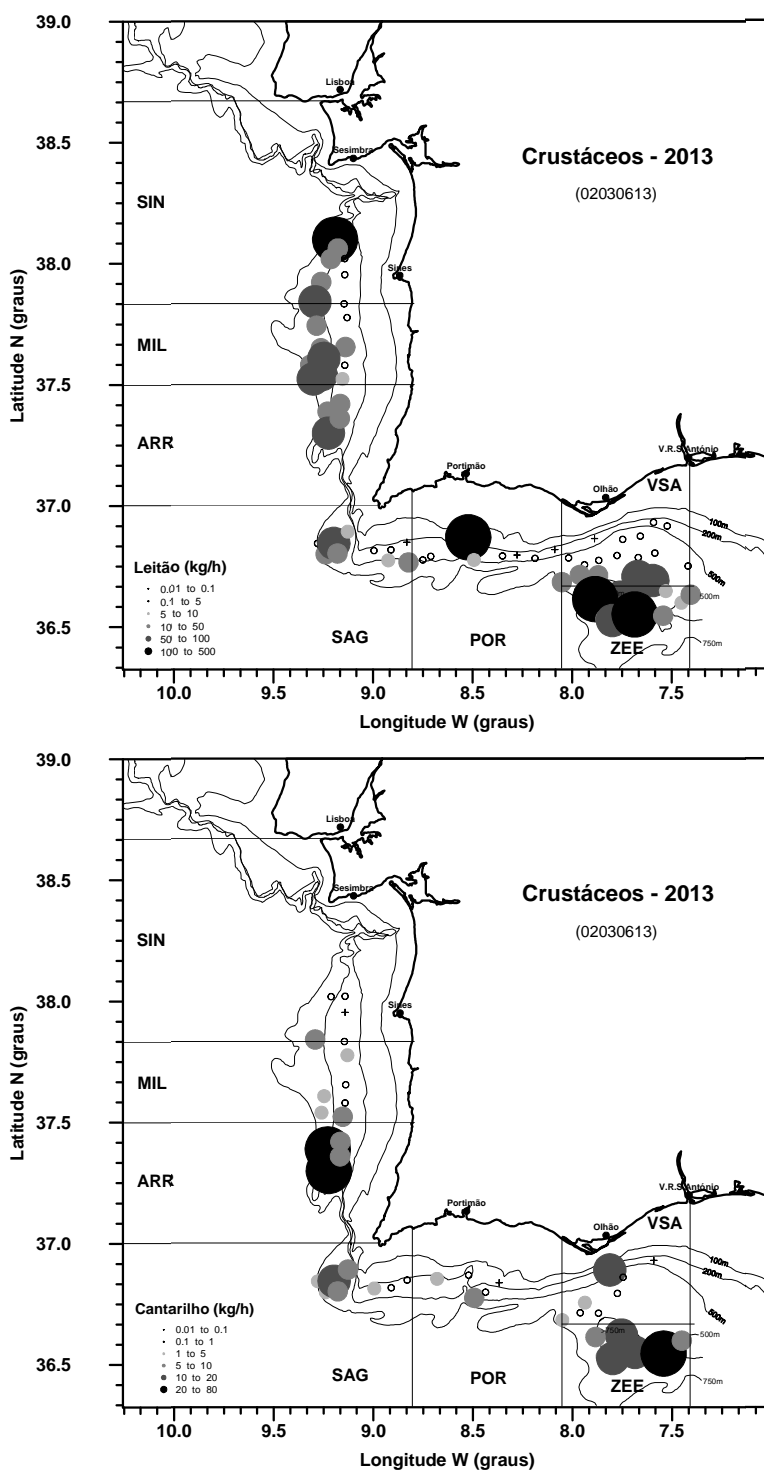 39.0
Lisboa
38.5
Sesimbra
Crustáceos - 2013
(02030613)
SIN
38.0
Sines
Latitude N (graus)
MIL
37.5
ARR
Portimão
V.R.S.António
Olhão
VSA
37.0
100m
200m
500m
Leitão (kg/h)
0.01 to 0.1
0.1 to 5
5 to 10
10 to 50
50 to 100
100 to 500
500m
36.5
SAG
POR
ZEE
750m
10.0 9.5 9.0 8.5 8.0 7.5
Longitude W (graus)
39.0
Lisboa
38.5
Sesimbra
Crustáceos - 2013
(02030613)
SIN
38.0
Sines
Latitude N (graus)
MIL
37.5
ARR
Portimão
V.R.S.António
Olhão
VSA
37.0
100m
200m
500m
Cantarilho (kg/h)
0.01 to 0.1
0.1 to 1
1 to 5
5 to 10
10 to 20
20 to 80
>750m
500m
36.5
SAG
POR
ZEE
750m
10.0 9.5 9.0 8.5 8.0 7.5
Longitude W (graus)